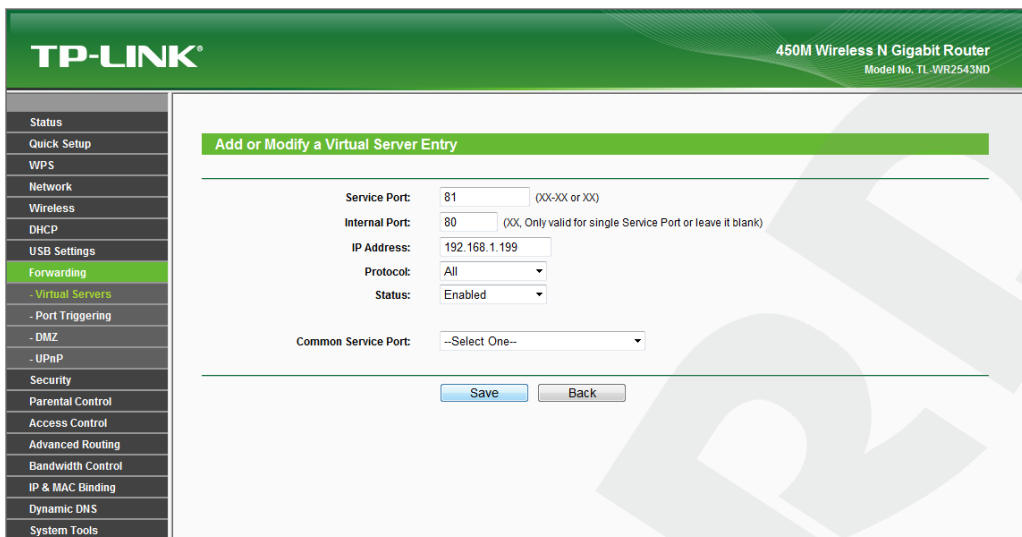 TP-LINK®
450M Wireless N Gigabit Router
Model No. TL-WR2543ND
Status
Quick Setup
WPS
Network
Wireless
DHCP
USB Settings
Forwarding
- Virtual Servers
- Port Triggering
- DMZ
- UPnP
Security
Parental Control
Access Control
Advanced Routing
Bandwidth Control
IP & MAC Binding
Dynamic DNS
System Tools
Add or Modify a Virtual Server Entry
Service Port: 81 (XX-XX or XX)
Internal Port: 80 (XX, Only valid for single Service Port or leave it blank)
IP Address: 192.168.1.199
Protocol: All
Status: Enabled
Common Service Port: --Select One--
Save Back